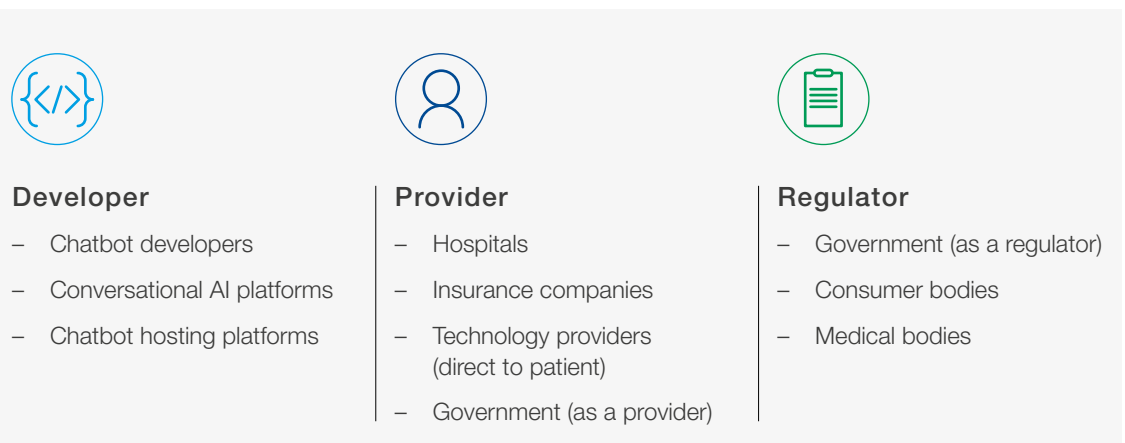 Developer
– Chatbot developers
– Conversational AI platforms
– Chatbot hosting platforms
Provider
– Hospitals
– Insurance companies
– Technology providers
(direct to patient)
– Government (as a provider)
Regulator
– Government (as a regulator)
– Consumer bodies
– Medical bodies